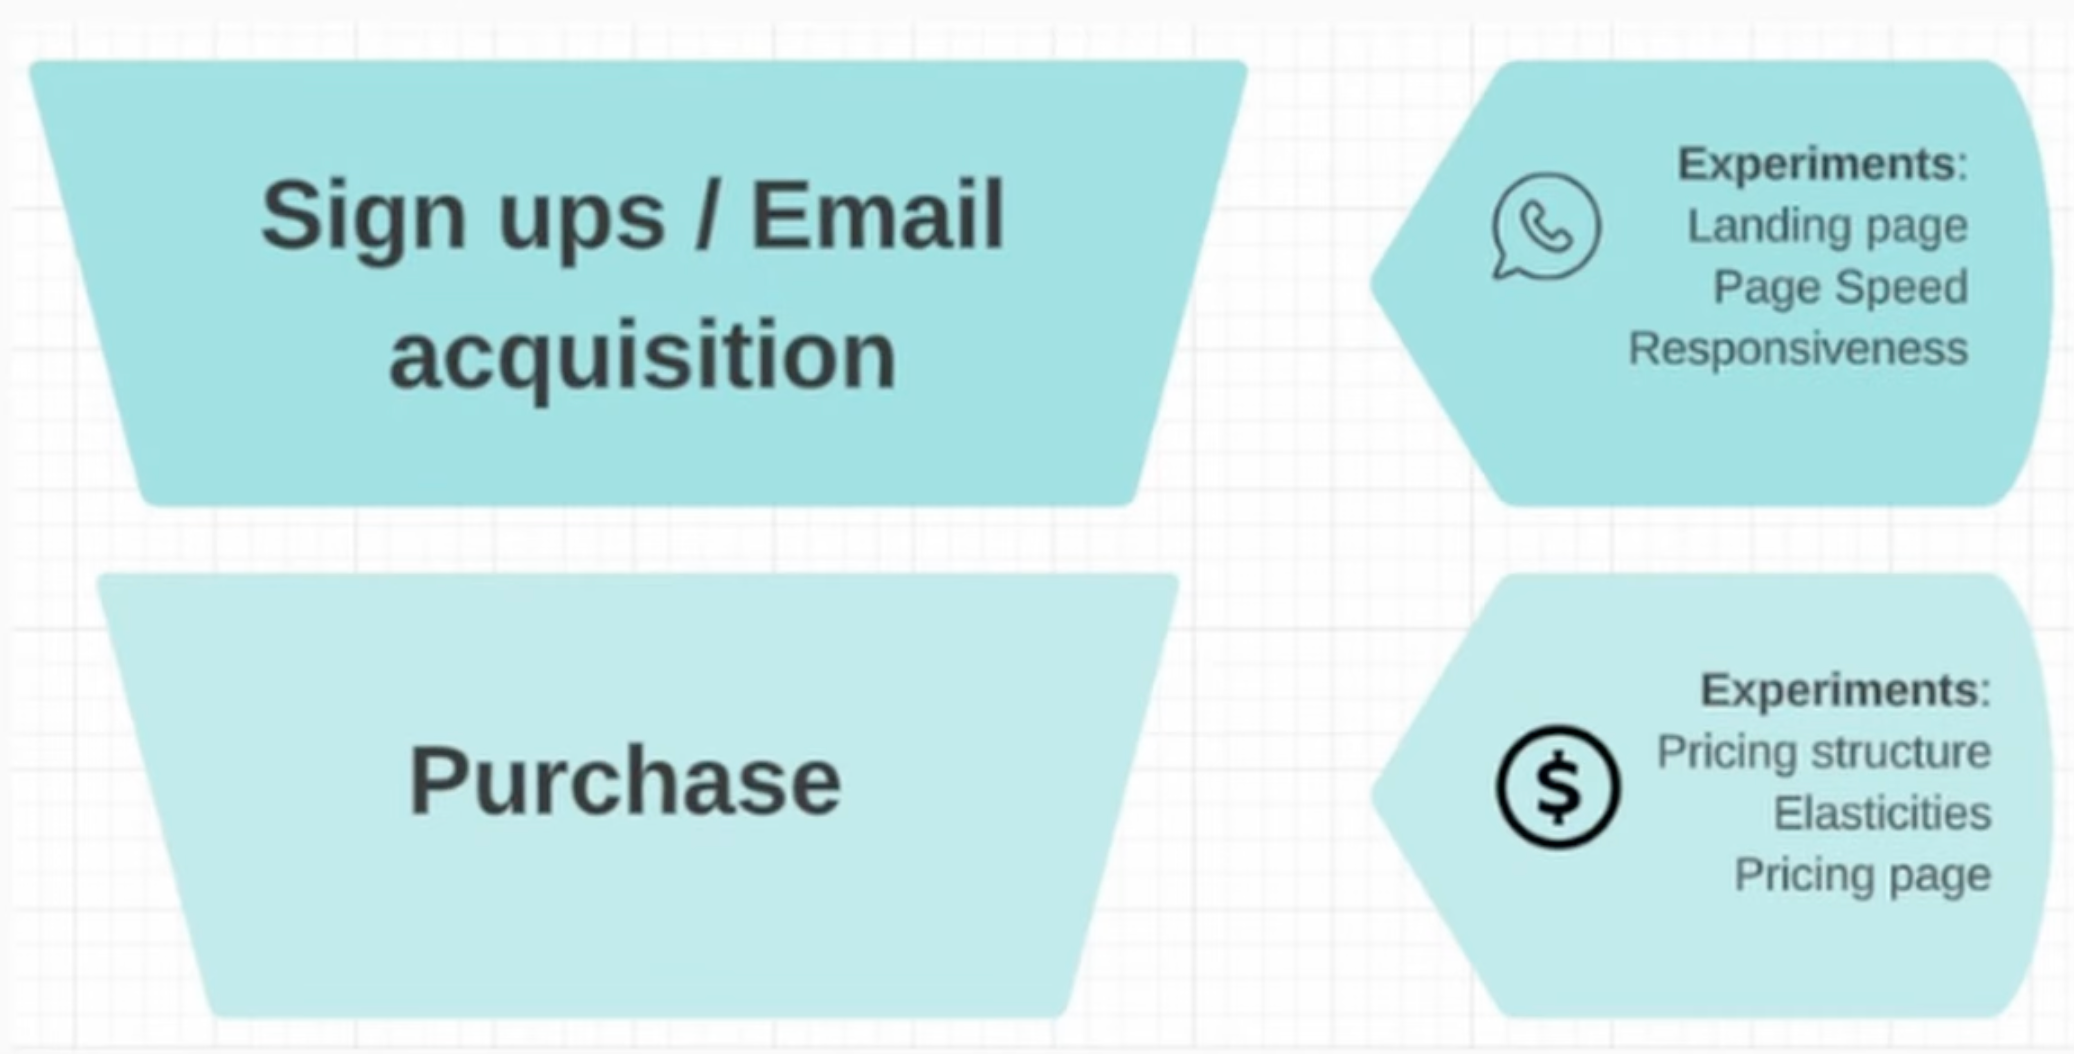 Sign ups / Email
acquisition
Experiments:
Landing page
Page Speed
Responsiveness
Purchase
Experiments:
$
Pricing structure
Elasticities
Pricing page